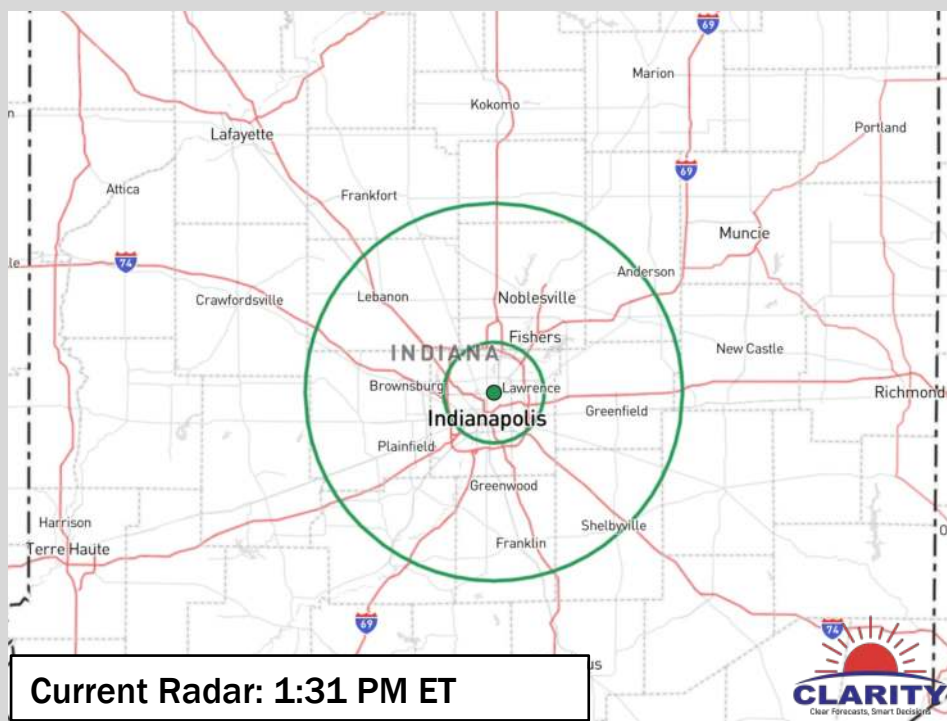 69
Marion
Kokomo
Portland
Lafayette
69
Attica
Frankfort
Muncie
74
Anderson
Crawfordsville
Lebanon
Noblesville
Fishers
INDIANA
New Castle
Brownsburg
Lawrence
Richmond
Indianapolis
Greenfield
Plainfield
Greenwood
Harrison
Shelbyville
Terre Haute
Franklin
69
74
us
Current Radar: 1:31 PM ET
CLARITY
Clear Forecasts, Smart Decisions